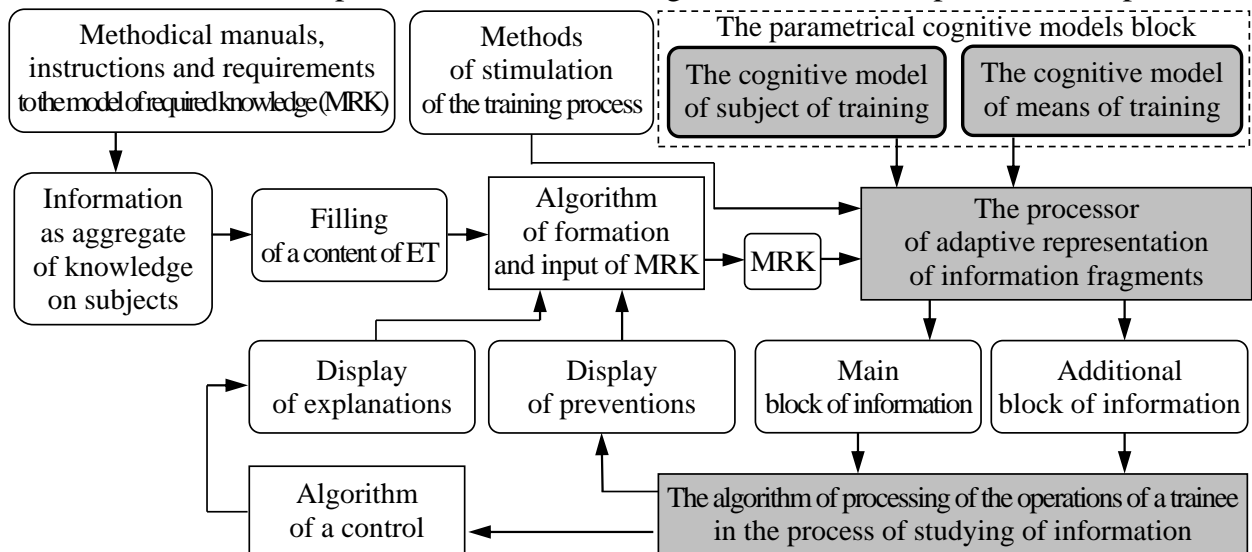 Methodical manuals,
instructions and requirements
to the model of required knowledge (MRK)
Methods
of stimulation
of the training process
The parametrical cognitive models block
The cognitive model
of subject of training
The cognitive model
of means of training
Information
as aggregate
of knowledge
on subjects
Filling
of a content of ET
Algorithm
of formation
and input of MRK
MRK
The processor
of adaptive representation
of information fragments
Display
of explanations
Display
of preventions
Main
block of information
Additional
block of information
Algorithm
of a control
The algorithm of processing of the operations of a trainee
in the process of studying of information